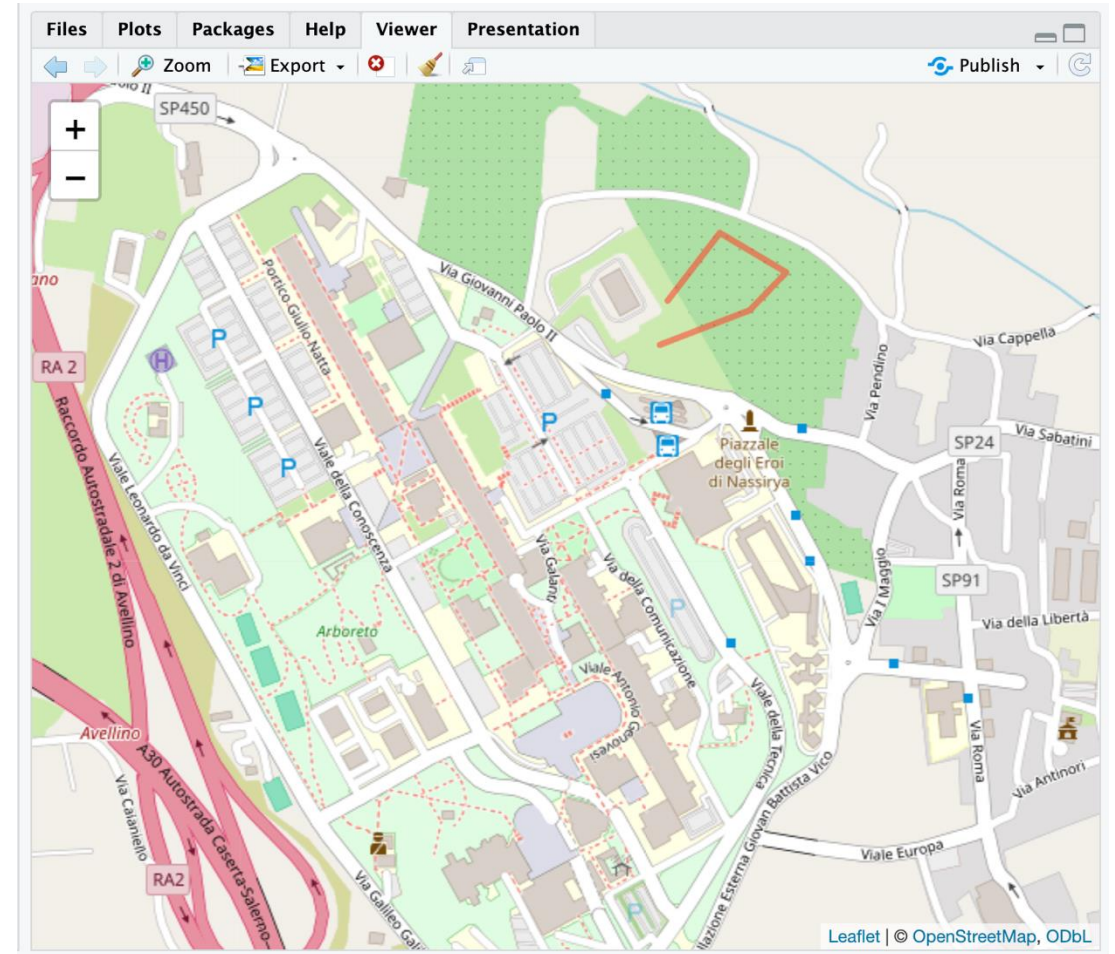 Files Plots Packages Help Viewer Presentation
Zoom Export Publish
SP450
+
−
Via Giovanni Paolo II
Portico Giulio Natta
P
H
P
P
P
RA 2
Raccordo Autostradale 2 di Avellino
Viale Leonardo da Vinci
Viale della Conoscenza
Via Cappella
Via Pendino
Piazzale
degli Eroi
di Nassirya
SP24
Via Sabatini
Via Roma
Via Galanti
Via della Comunicazione
P
SP91
Via I Maggio
Via della Libertà
Arboreto
Viale Antonio Genovesi
Viale della Tecnica
Avellino
A30 Autostrada Caserta-Salerno
Via Caianiello
Via Roma
Via Antinori
Viale Europa
RA2
Via Galileo
Esterna Giovan Battista Vico
P
Leaflet | © OpenStreetMap, ODbL